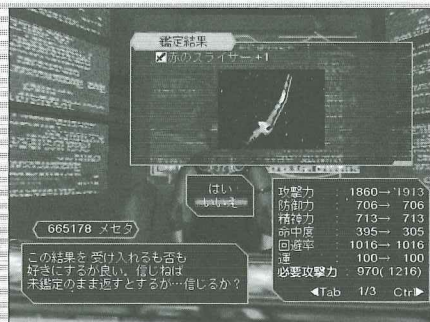 鑑定結果
赤のスライサー +1
はい
いいえ
665178 メセタ
この結果を受け入れるも否も
好きにするが良い。信じねば
未鑑定のまま返すとするが…信じるか？
攻撃力 : 1860→ 1913
防御力 : 706→ 706
精神力 : 713→ 713
命中度 : 395→ 305
回避率 : 1016→ 1016
運 : 100→ 100
必要攻撃力 : 970( 1216)
◀Tab 1/3 Ctrl▶